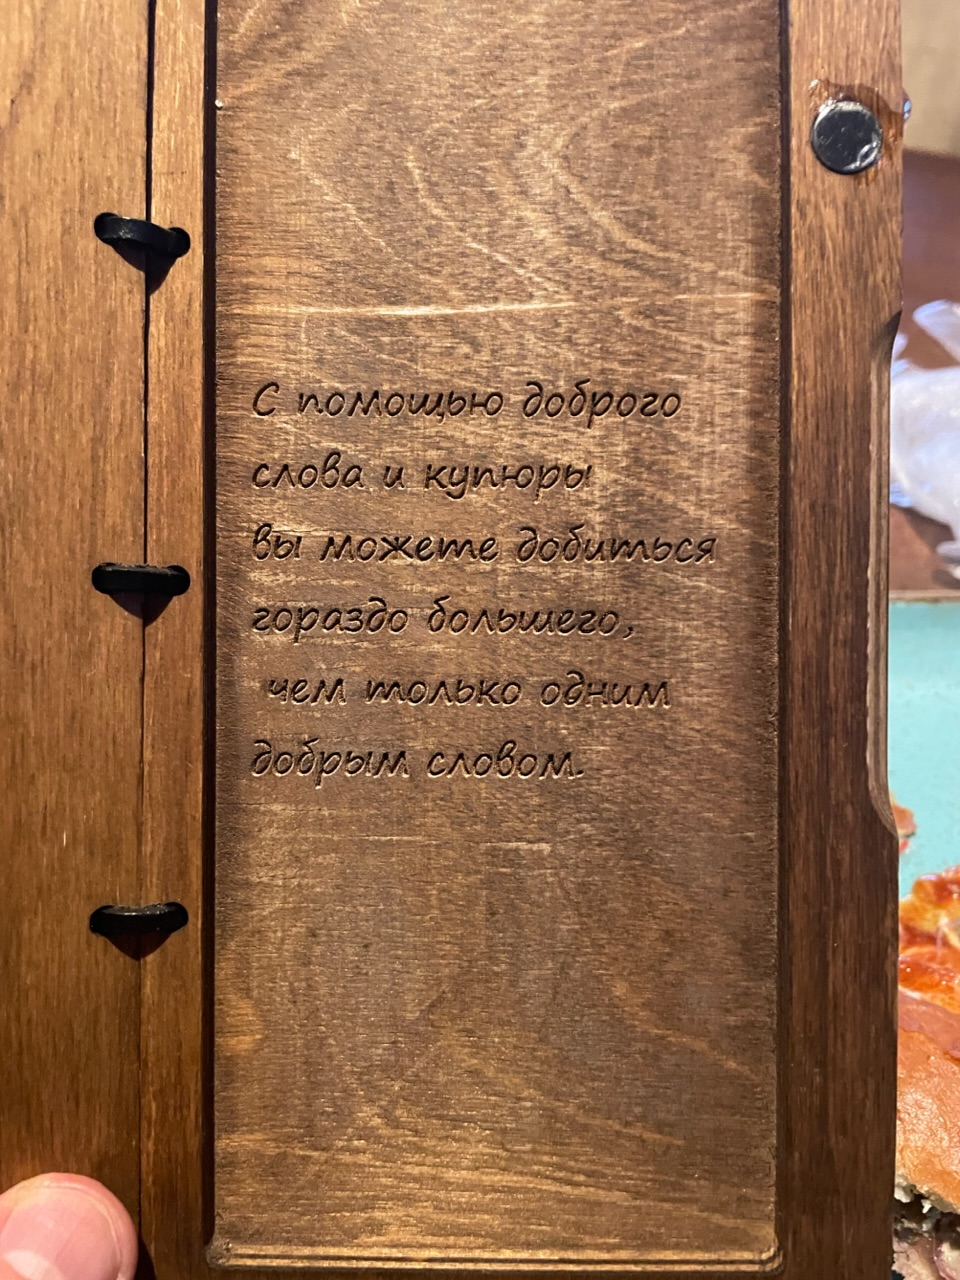 С помощью доброго
слова и купюры
вы можете добиться
гораздо большего,
чем только одним
добрым словом.